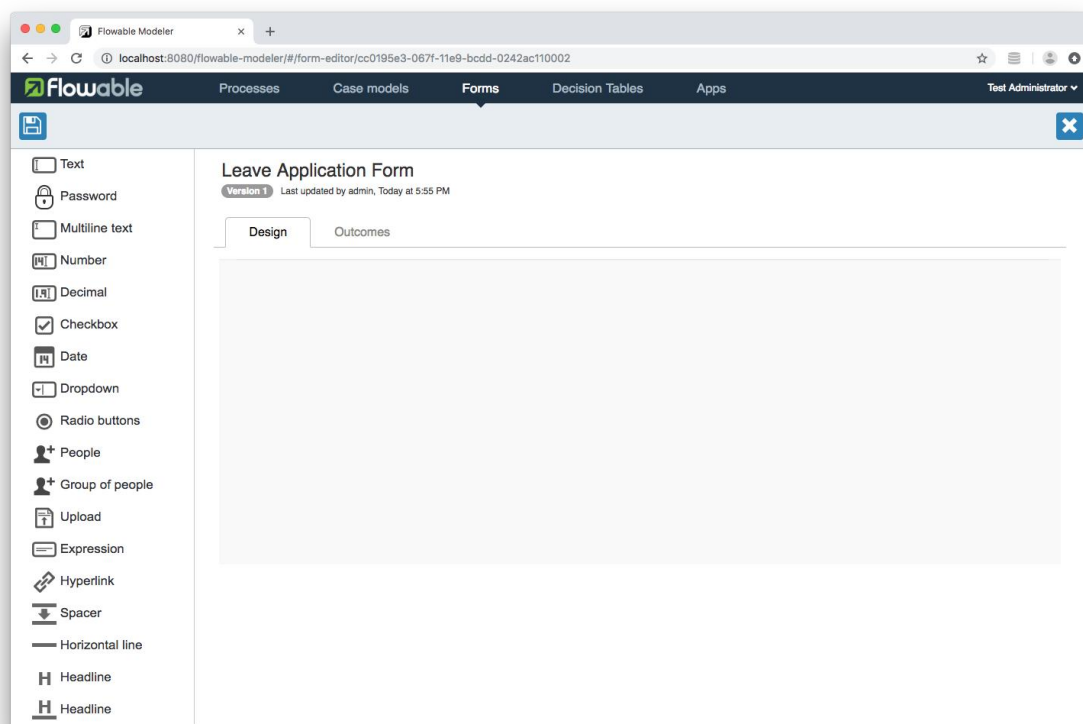 Flowable Modeler
localhost:8080/flowable-modeler/#/form-editor/cc0195e3-067f-11e9-bcdd-0242ac110002
flowable Processes Case models Forms Decision Tables Apps Test Administrator
Text
Password
Multiline text
Number
Decimal
Checkbox
Date
Dropdown
Radio buttons
People
Group of people
Upload
Expression
Hyperlink
Spacer
Horizontal line
H Headline
H Headline
Leave Application Form
Version 1 Last updated by admin, Today at 5:55 PM
Design Outcomes